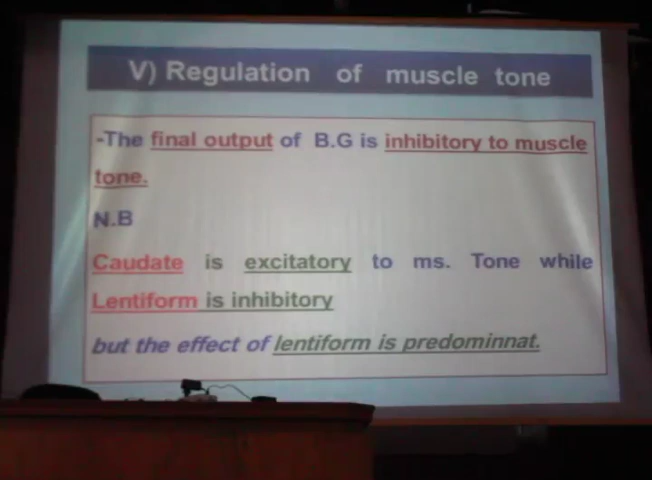 V) Regulation of muscle tone
-The final output of B.G is inhibitory to muscle
tone.
N.B
Caudate is excitatory to ms. Tone while
Lentiform is inhibitory
but the effect of lentiform is predominnat.